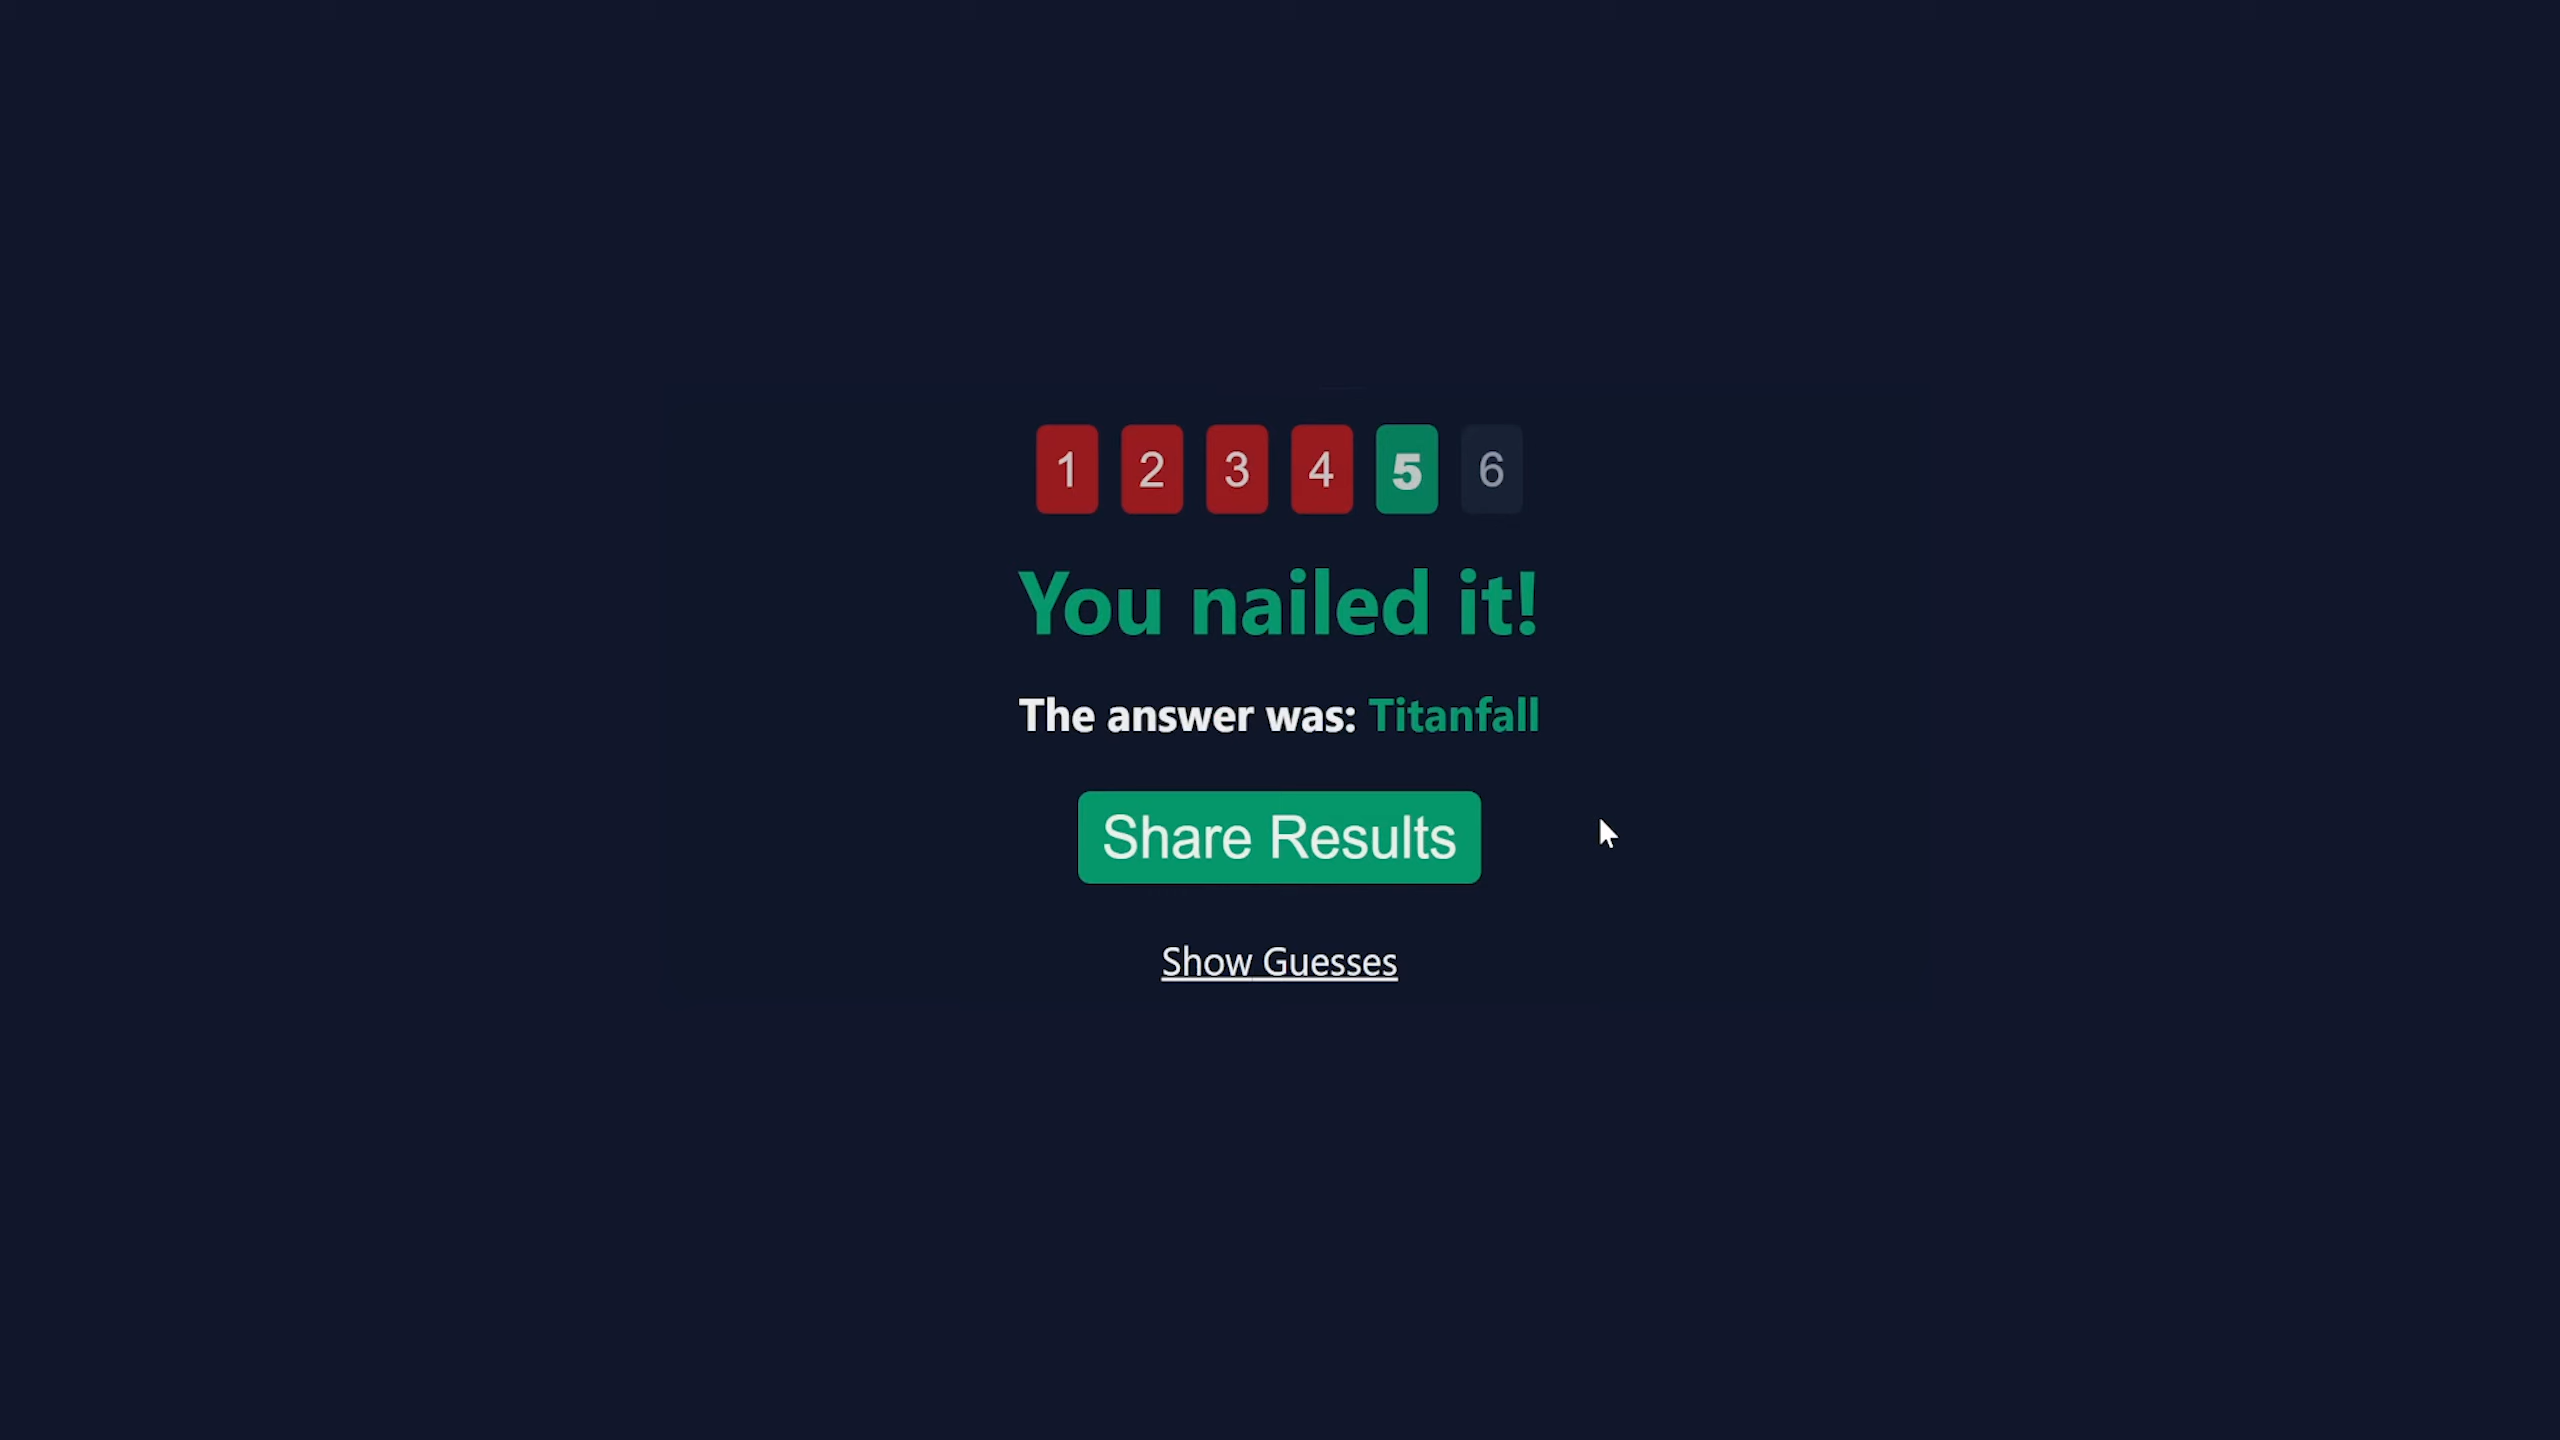 1 2 3 4 5 6
You nailed it!
The answer was: Titanfall
Share Results
Show Guesses